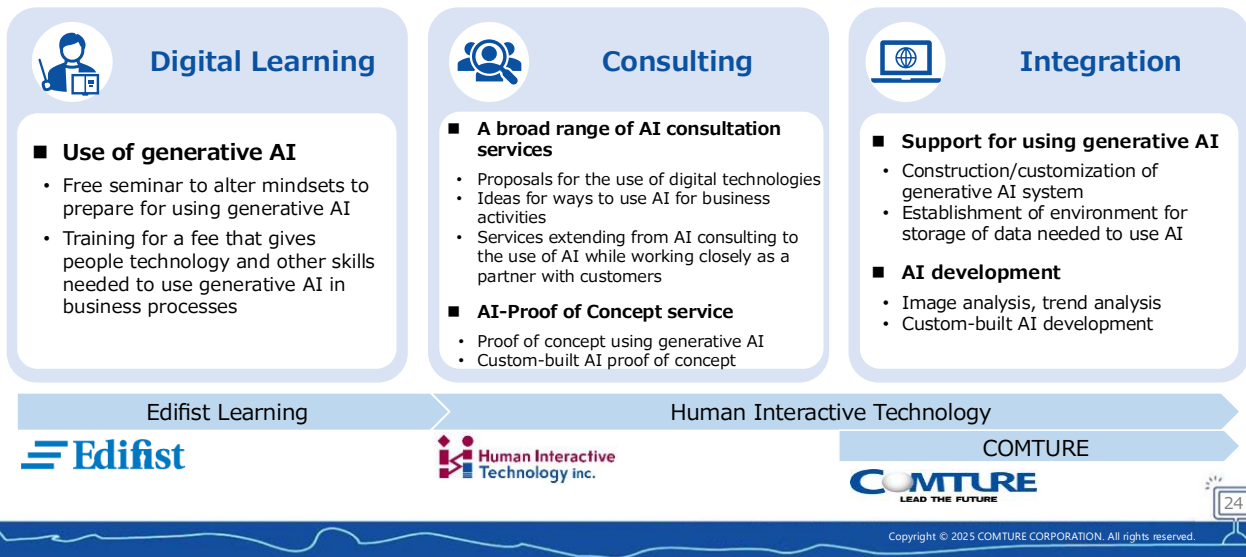 Digital Learning
■ Use of generative AI
• Free seminar to alter mindsets to
prepare for using generative AI
• Training for a fee that gives
people technology and other skills
needed to use generative AI in
business processes
Consulting
■ A broad range of AI consultation
services
• Proposals for the use of digital technologies
• Ideas for ways to use AI for business
activities
• Services extending from AI consulting to
the use of AI while working closely as a
partner with customers
■ AI-Proof of Concept service
• Proof of concept using generative AI
• Custom-built AI proof of concept
Integration
■ Support for using generative AI
• Construction/customization of
generative AI system
• Establishment of environment for
storage of data needed to use AI
■ AI development
• Image analysis, trend analysis
• Custom-built AI development
Edifist Learning
Human Interactive Technology
COMTURE
Edifist
Human Interactive
Technology inc.
COMTURE
LEAD THE FUTURE
24
Copyright © 2025 COMTURE CORPORATION. All rights reserved.